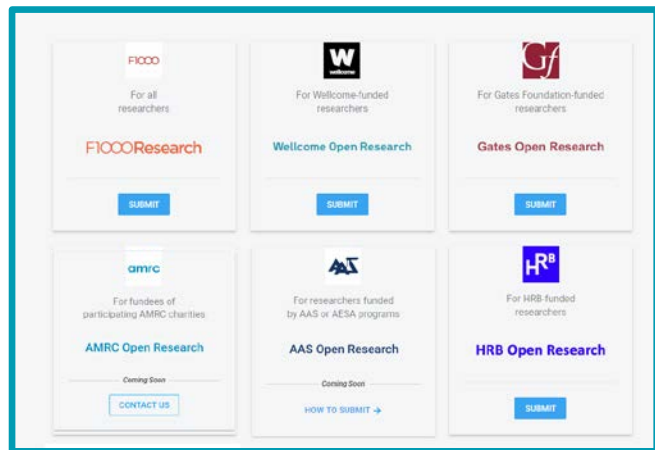 F1000
For all
researchers
F1000Research
SUBMIT
W
wellcome
For Wellcome-funded
researchers
Wellcome Open Research
SUBMIT
Gf
For Gates Foundation-funded
researchers
Gates Open Research
SUBMIT
amrc
For fundees of
participating AMRC charities
AMRC Open Research
Coming Soon
CONTACT US
AAS
For researchers funded
by AAS or AESA programs
AAS Open Research
Coming Soon
HOW TO SUBMIT →
HRB
For HRB-funded
researchers
HRB Open Research
SUBMIT